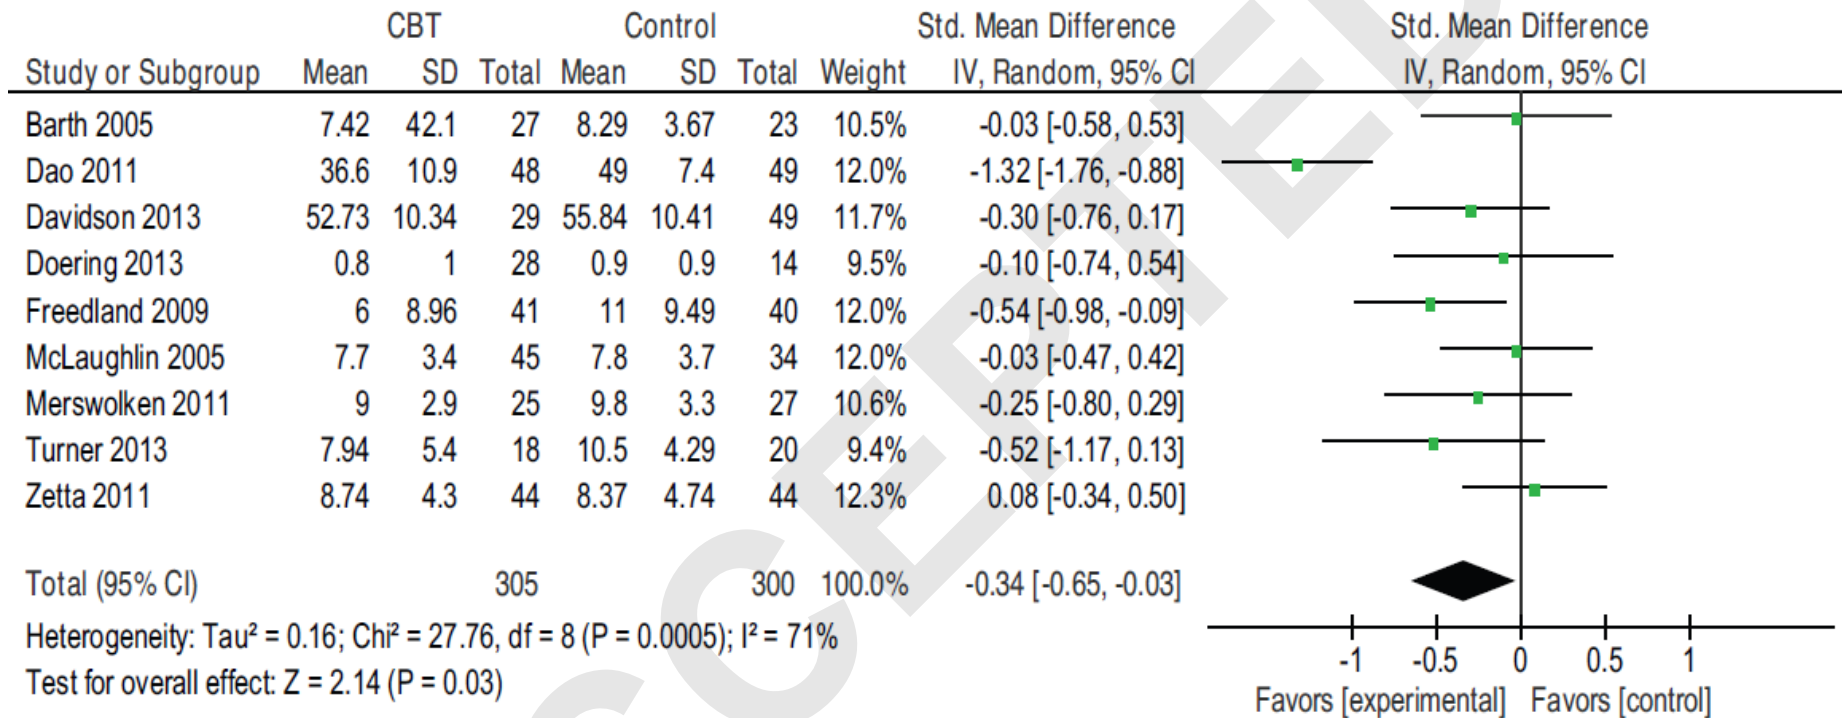 CBT Control Std. Mean Difference Std. Mean Difference
Study or Subgroup Mean SD Total Mean SD Total Weight IV, Random, 95% CI IV, Random, 95% CI
Barth 2005 7.42 42.1 27 8.29 3.67 23 10.5% -0.03 [-0.58, 0.53]
Dao 2011 36.6 10.9 48 49 7.4 49 12.0% -1.32 [-1.76, -0.88]
Davidson 2013 52.73 10.34 29 55.84 10.41 49 11.7% -0.30 [-0.76, 0.17]
Doering 2013 0.8 1 28 0.9 0.9 14 9.5% -0.10 [-0.74, 0.54]
Freedland 2009 6 8.96 41 11 9.49 40 12.0% -0.54 [-0.98, -0.09]
McLaughlin 2005 7.7 3.4 45 7.8 3.7 34 12.0% -0.03 [-0.47, 0.42]
Merswolken 2011 9 2.9 25 9.8 3.3 27 10.6% -0.25 [-0.80, 0.29]
Turner 2013 7.94 5.4 18 10.5 4.29 20 9.4% -0.52 [-1.17, 0.13]
Zetta 2011 8.74 4.3 44 8.37 4.74 44 12.3% 0.08 [-0.34, 0.50]
Total (95% CI) 305 300 100.0% -0.34 [-0.65, -0.03]
Heterogeneity: Tau² = 0.16; Chi² = 27.76, df = 8 (P = 0.0005); I² = 71%
Test for overall effect: Z = 2.14 (P = 0.03)
-1 -0.5 0 0.5 1
Favors [experimental] Favors [control]
CCEPTED